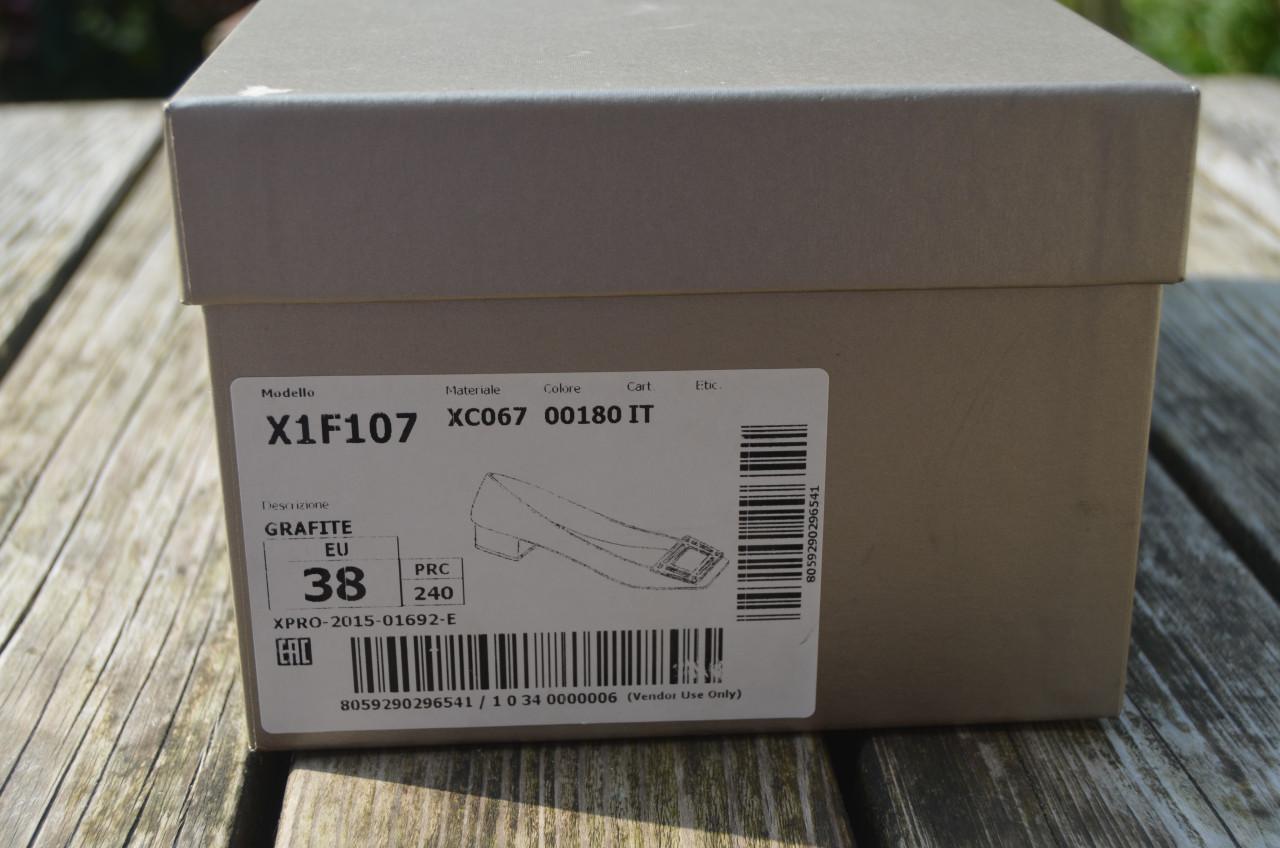 Modello Materiale Colore Cart. Etic.
X1F107 XC067 00180 IT
Descrizione
GRAFITE
EU
38
PRC
240
XPRO-2015-01692-E
EAC
8059290296541 / 1 0 34 0000006 (Vendor Use Only)
8059290296541